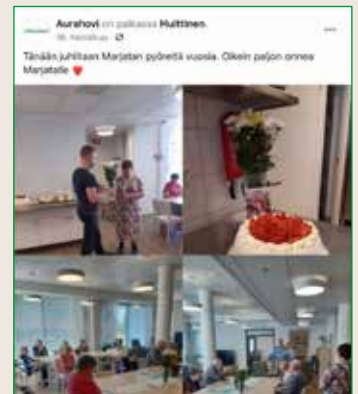 Aurahovi on paikassa Huittinen.
Tänään juhlitaan Marjatan pyöreitä vuosia. Oikein paljon onnea
Marjatalle ❤️